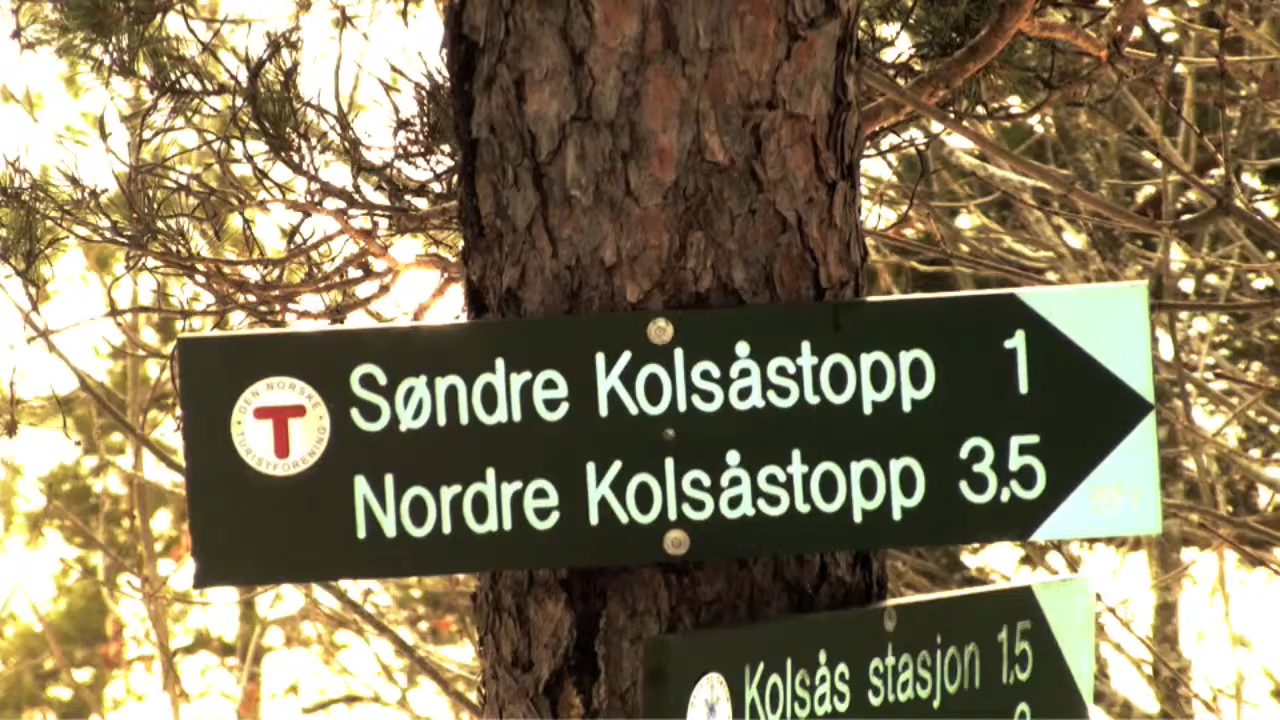 DEN NORSKE TURISTFORENING
T
Søndre Kolsåstopp 1
Nordre Kolsåstopp 3.5
Kolsås stasjon 1.5